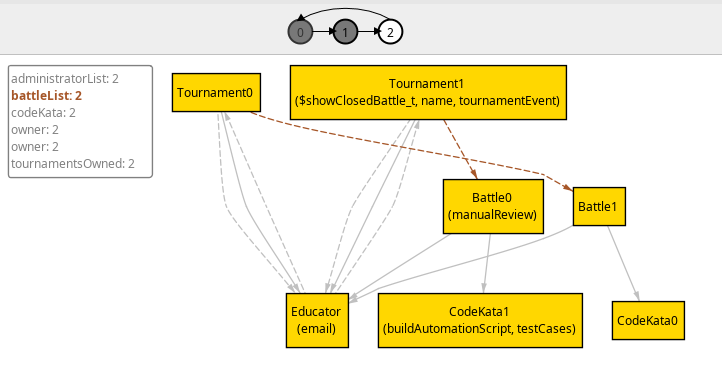 0 1 2
administratorList: 2
battleList: 2
codeKata: 2
owner: 2
owner: 2
tournamentsOwned: 2
Tournament0
Tournament1
($showClosedBattle_t, name, tournamentEvent)
Battle0
(manualReview)
Battle1
Educator
(email)
CodeKata1
(buildAutomationScript, testCases)
CodeKata0